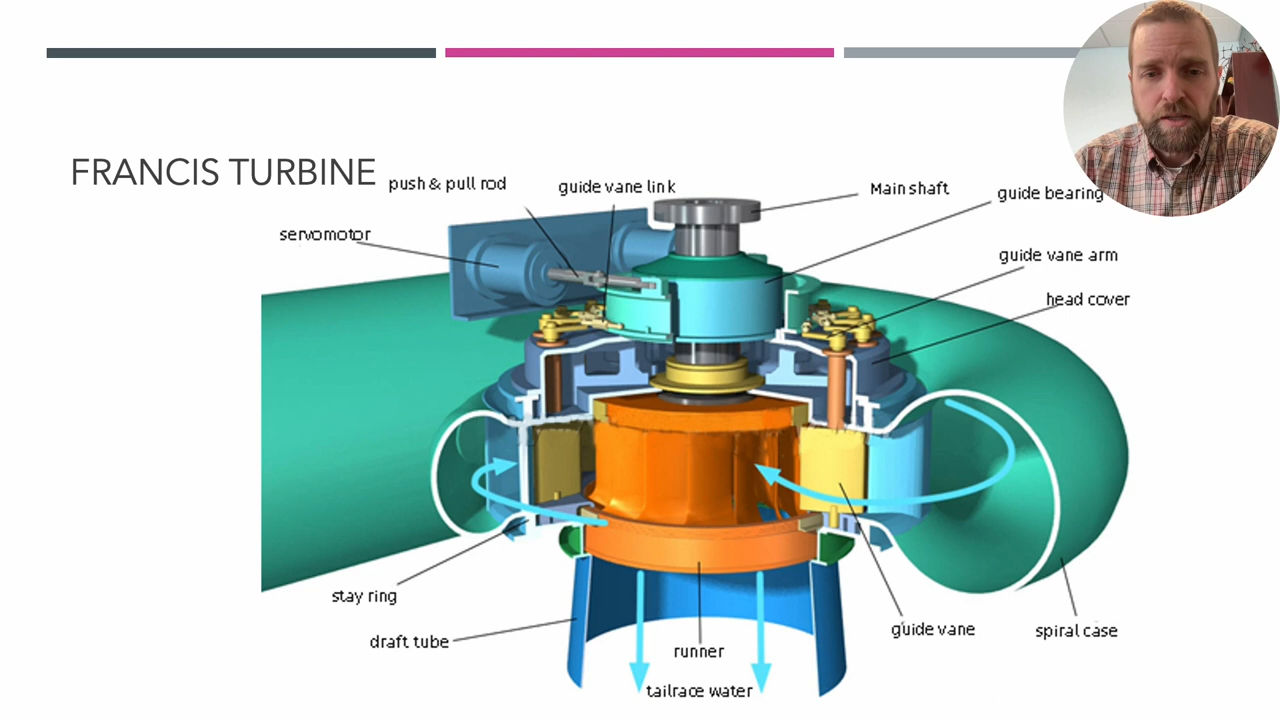 FRANCIS TURBINE
push & pull rod
guide vane link
Main shaft
guide bearing
servomotor
guide vane arm
head cover
stay ring
draft tube
runner
guide vane
spiral case
tailrace water